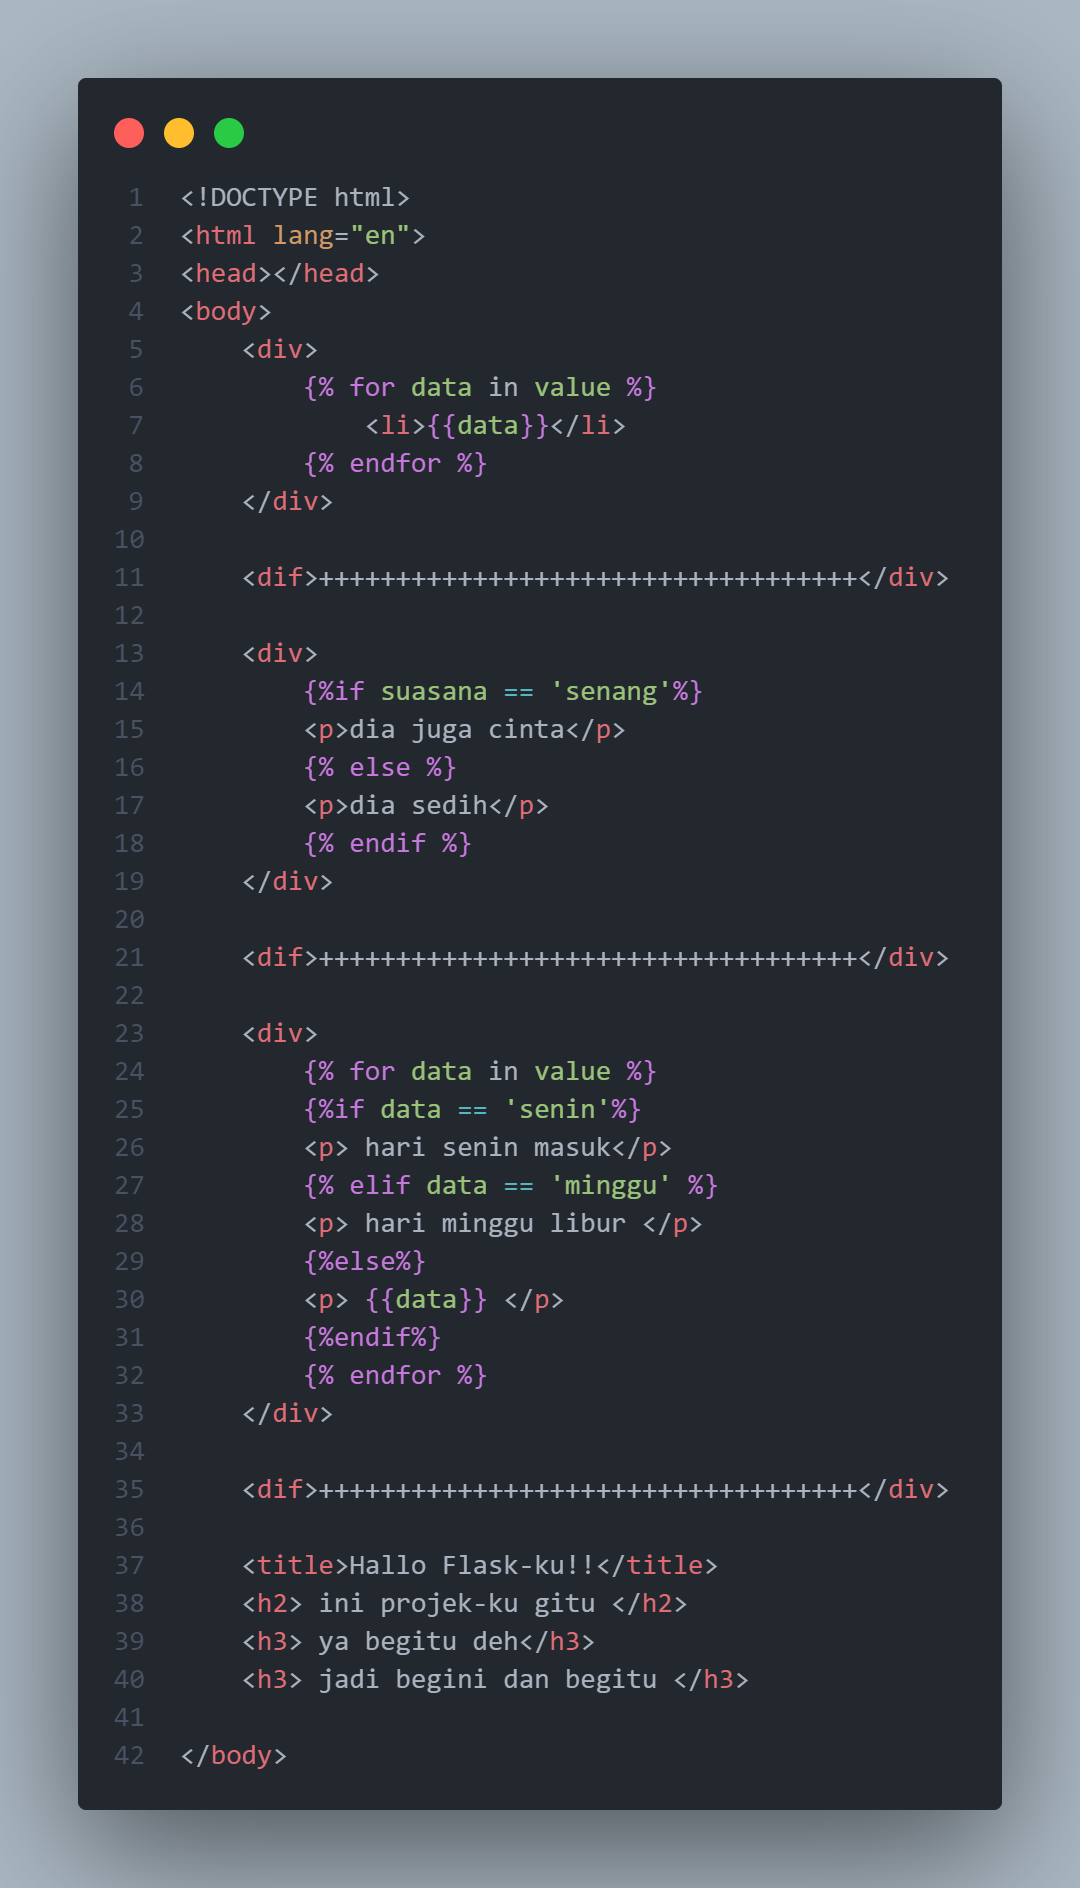 1 <!DOCTYPE html>
2 <html lang="en">
3 <head></head>
4 <body>
5     <div>
6         {% for data in value %}
7             <li>{{data}}</li>
8         {% endfor %}
9     </div>
10
11     <dif>+++++++++++++++++++++++++++++++++++</div>
12
13     <div>
14         {%if suasana == 'senang'%}
15         <p>dia juga cinta</p>
16         {% else %}
17         <p>dia sedih</p>
18         {% endif %}
19     </div>
20
21     <dif>+++++++++++++++++++++++++++++++++++</div>
22
23     <div>
24         {% for data in value %}
25         {%if data == 'senin'%}
26         <p> hari senin masuk</p>
27         {% elif data == 'minggu' %}
28         <p> hari minggu libur </p>
29         {%else%}
30         <p> {{data}} </p>
31         {%endif%}
32         {% endfor %}
33     </div>
34
35     <dif>+++++++++++++++++++++++++++++++++++</div>
36
37     <title>Hallo Flask-ku!!</title>
38     <h2> ini projek-ku gitu </h2>
39     <h3> ya begitu deh</h3>
40     <h3> jadi begini dan begitu </h3>
41
42 </body>